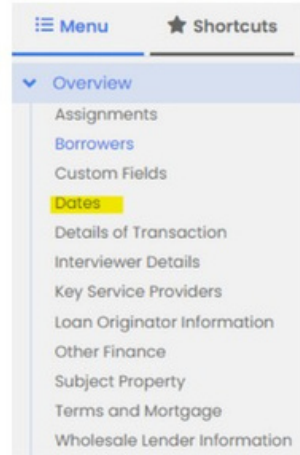 Menu Shortcuts
Overview
Assignments
Borrowers
Custom Fields
Dates
Details of Transaction
Interviewer Details
Key Service Providers
Loan Originator Information
Other Finance
Subject Property
Terms and Mortgage
Wholesale Lender Information